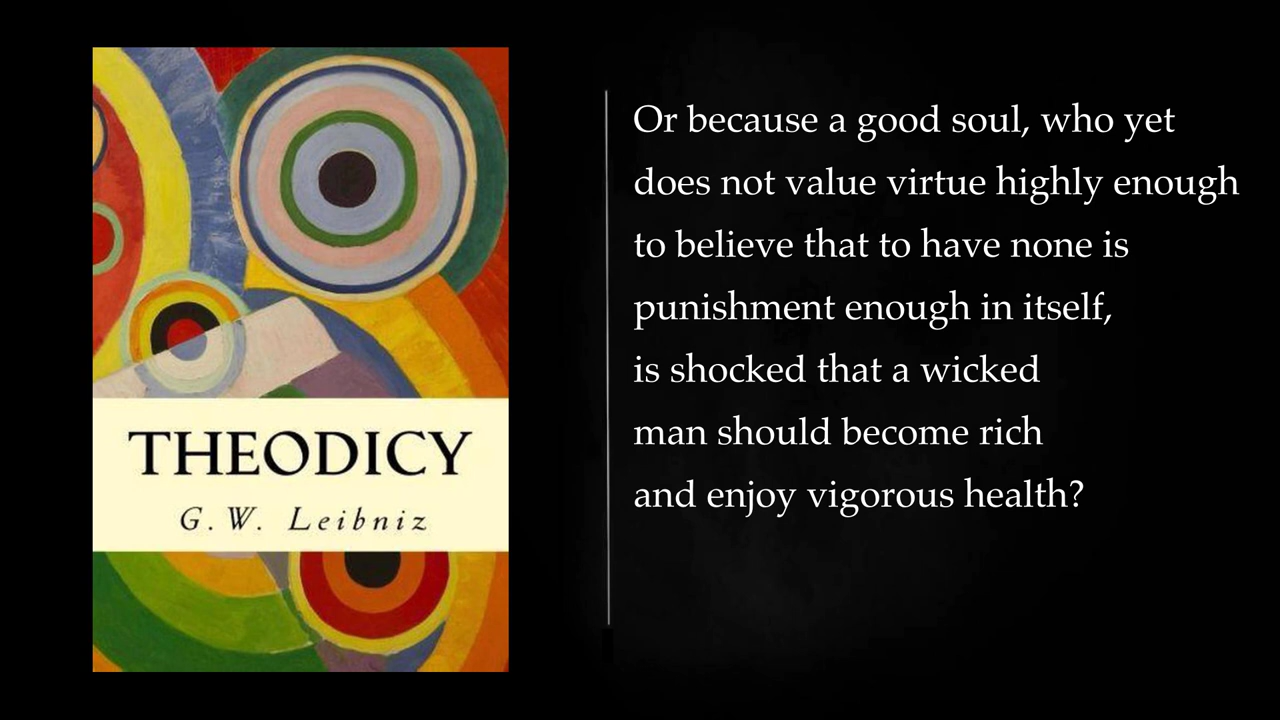 THEODICY
G.W. Leibniz
Or because a good soul, who yet
does not value virtue highly enough
to believe that to have none is
punishment enough in itself,
is shocked that a wicked
man should become rich
and enjoy vigorous health?